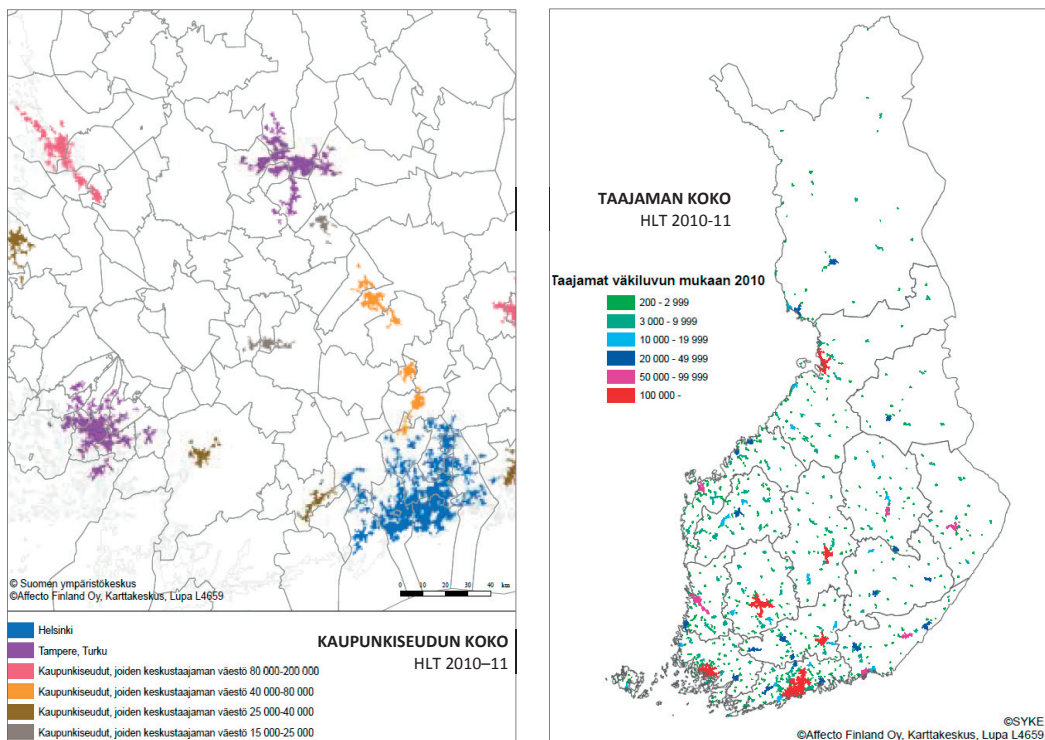 © Suomen ympäristökeskus
©Affecto Finland Oy, Karttakeskus, Lupa L4659
0 10 20 30 40 km
Helsinki
Tampere, Turku
Kaupunkiseudut, joiden keskustaajaman väestö 80 000-200 000
Kaupunkiseudut, joiden keskustaajaman väestö 40 000-80 000
Kaupunkiseudut, joiden keskustaajaman väestö 25 000-40 000
Kaupunkiseudut, joiden keskustaajaman väestö 15 000-25 000
KAUPUNKISEUDUN KOKO
HLT 2010–11
TAAJAMAN KOKO
HLT 2010-11
Taajamat väkiluvun mukaan 2010
200 - 2 999
3 000 - 9 999
10 000 - 19 999
20 000 - 49 999
50 000 - 99 999
100 000 -
©SYKE
©Affecto Finland Oy, Karttakeskus, Lupa L4659